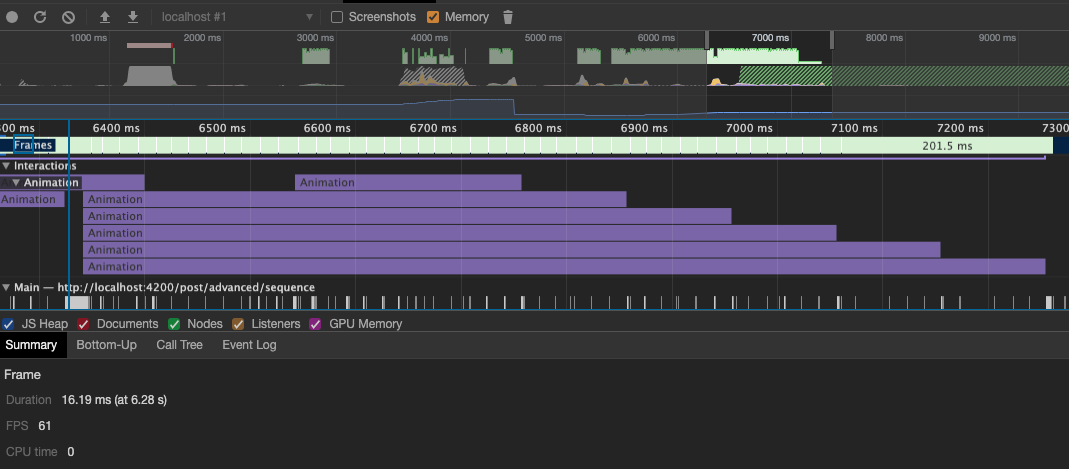 localhost #1 Screenshots Memory
1000 ms 2000 ms 3000 ms 4000 ms 5000 ms 6000 ms 7000 ms 8000 ms 9000 ms
300 ms 6400 ms 6500 ms 6600 ms 6700 ms 6800 ms 6900 ms 7000 ms 7100 ms 7200 ms 7300
Frames 201.5 ms
Interactions
Animation Animation
Animation Animation
Animation
Animation
Animation
Animation
Main — http://localhost:4200/post/advanced/sequence
JS Heap Documents Nodes Listeners GPU Memory
Summary Bottom-Up Call Tree Event Log
Frame
Duration 16.19 ms (at 6.28 s)
FPS 61
CPU time 0